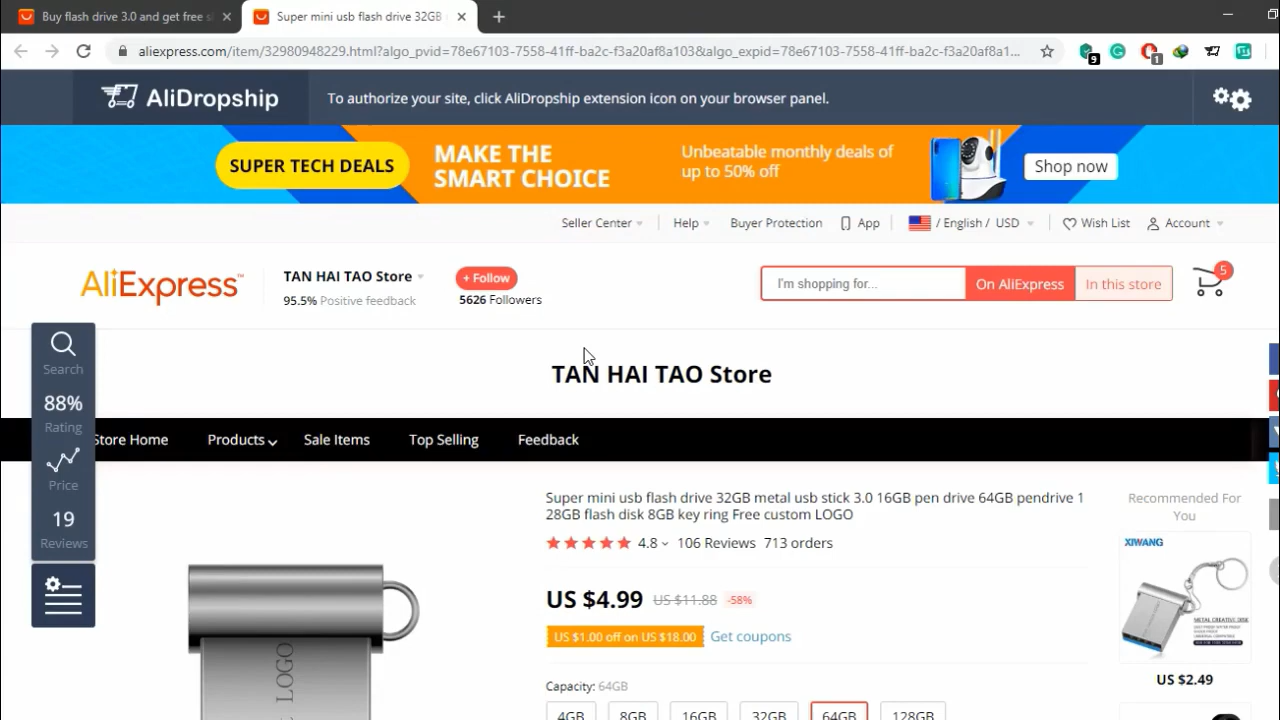 Buy flash drive 3.0 and get free s
Super mini usb flash drive 32GB
aliexpress.com/item/32980948229.html?algo_pvid=78e67103-7558-41ff-ba2c-f3a20af8a103&algo_expid=78e67103-7558-41ff-ba2c-f3a20af8a1...
9
1
AliDropship
To authorize your site, click AliDropship extension icon on your browser panel.
SUPER TECH DEALS
MAKE THE
SMART CHOICE
Unbeatable monthly deals of
up to 50% off
Shop now
Seller Center
Help
Buyer Protection
App
/ English / USD
Wish List
Account
AliExpress™
TAN HAI TAO Store
95.5% Positive feedback
+ Follow
5626 Followers
I'm shopping for...
On AliExpress
In this store
5
Search
88%
Rating
Price
19
Reviews
TAN HAI TAO Store
Store Home
Products
Sale Items
Top Selling
Feedback
Super mini usb flash drive 32GB metal usb stick 3.0 16GB pen drive 64GB pendrive 1
28GB flash disk 8GB key ring Free custom LOGO
4.8
106 Reviews
713 orders
US $4.99
US $11.88
-58%
US $1.00 off on US $18.00
Get coupons
Capacity: 64GB
4GB
8GB
16GB
32GB
64GB
128GB
LOGO
Recommended For
You
XIWANG
METAL CREATIVE DISK
US $2.49